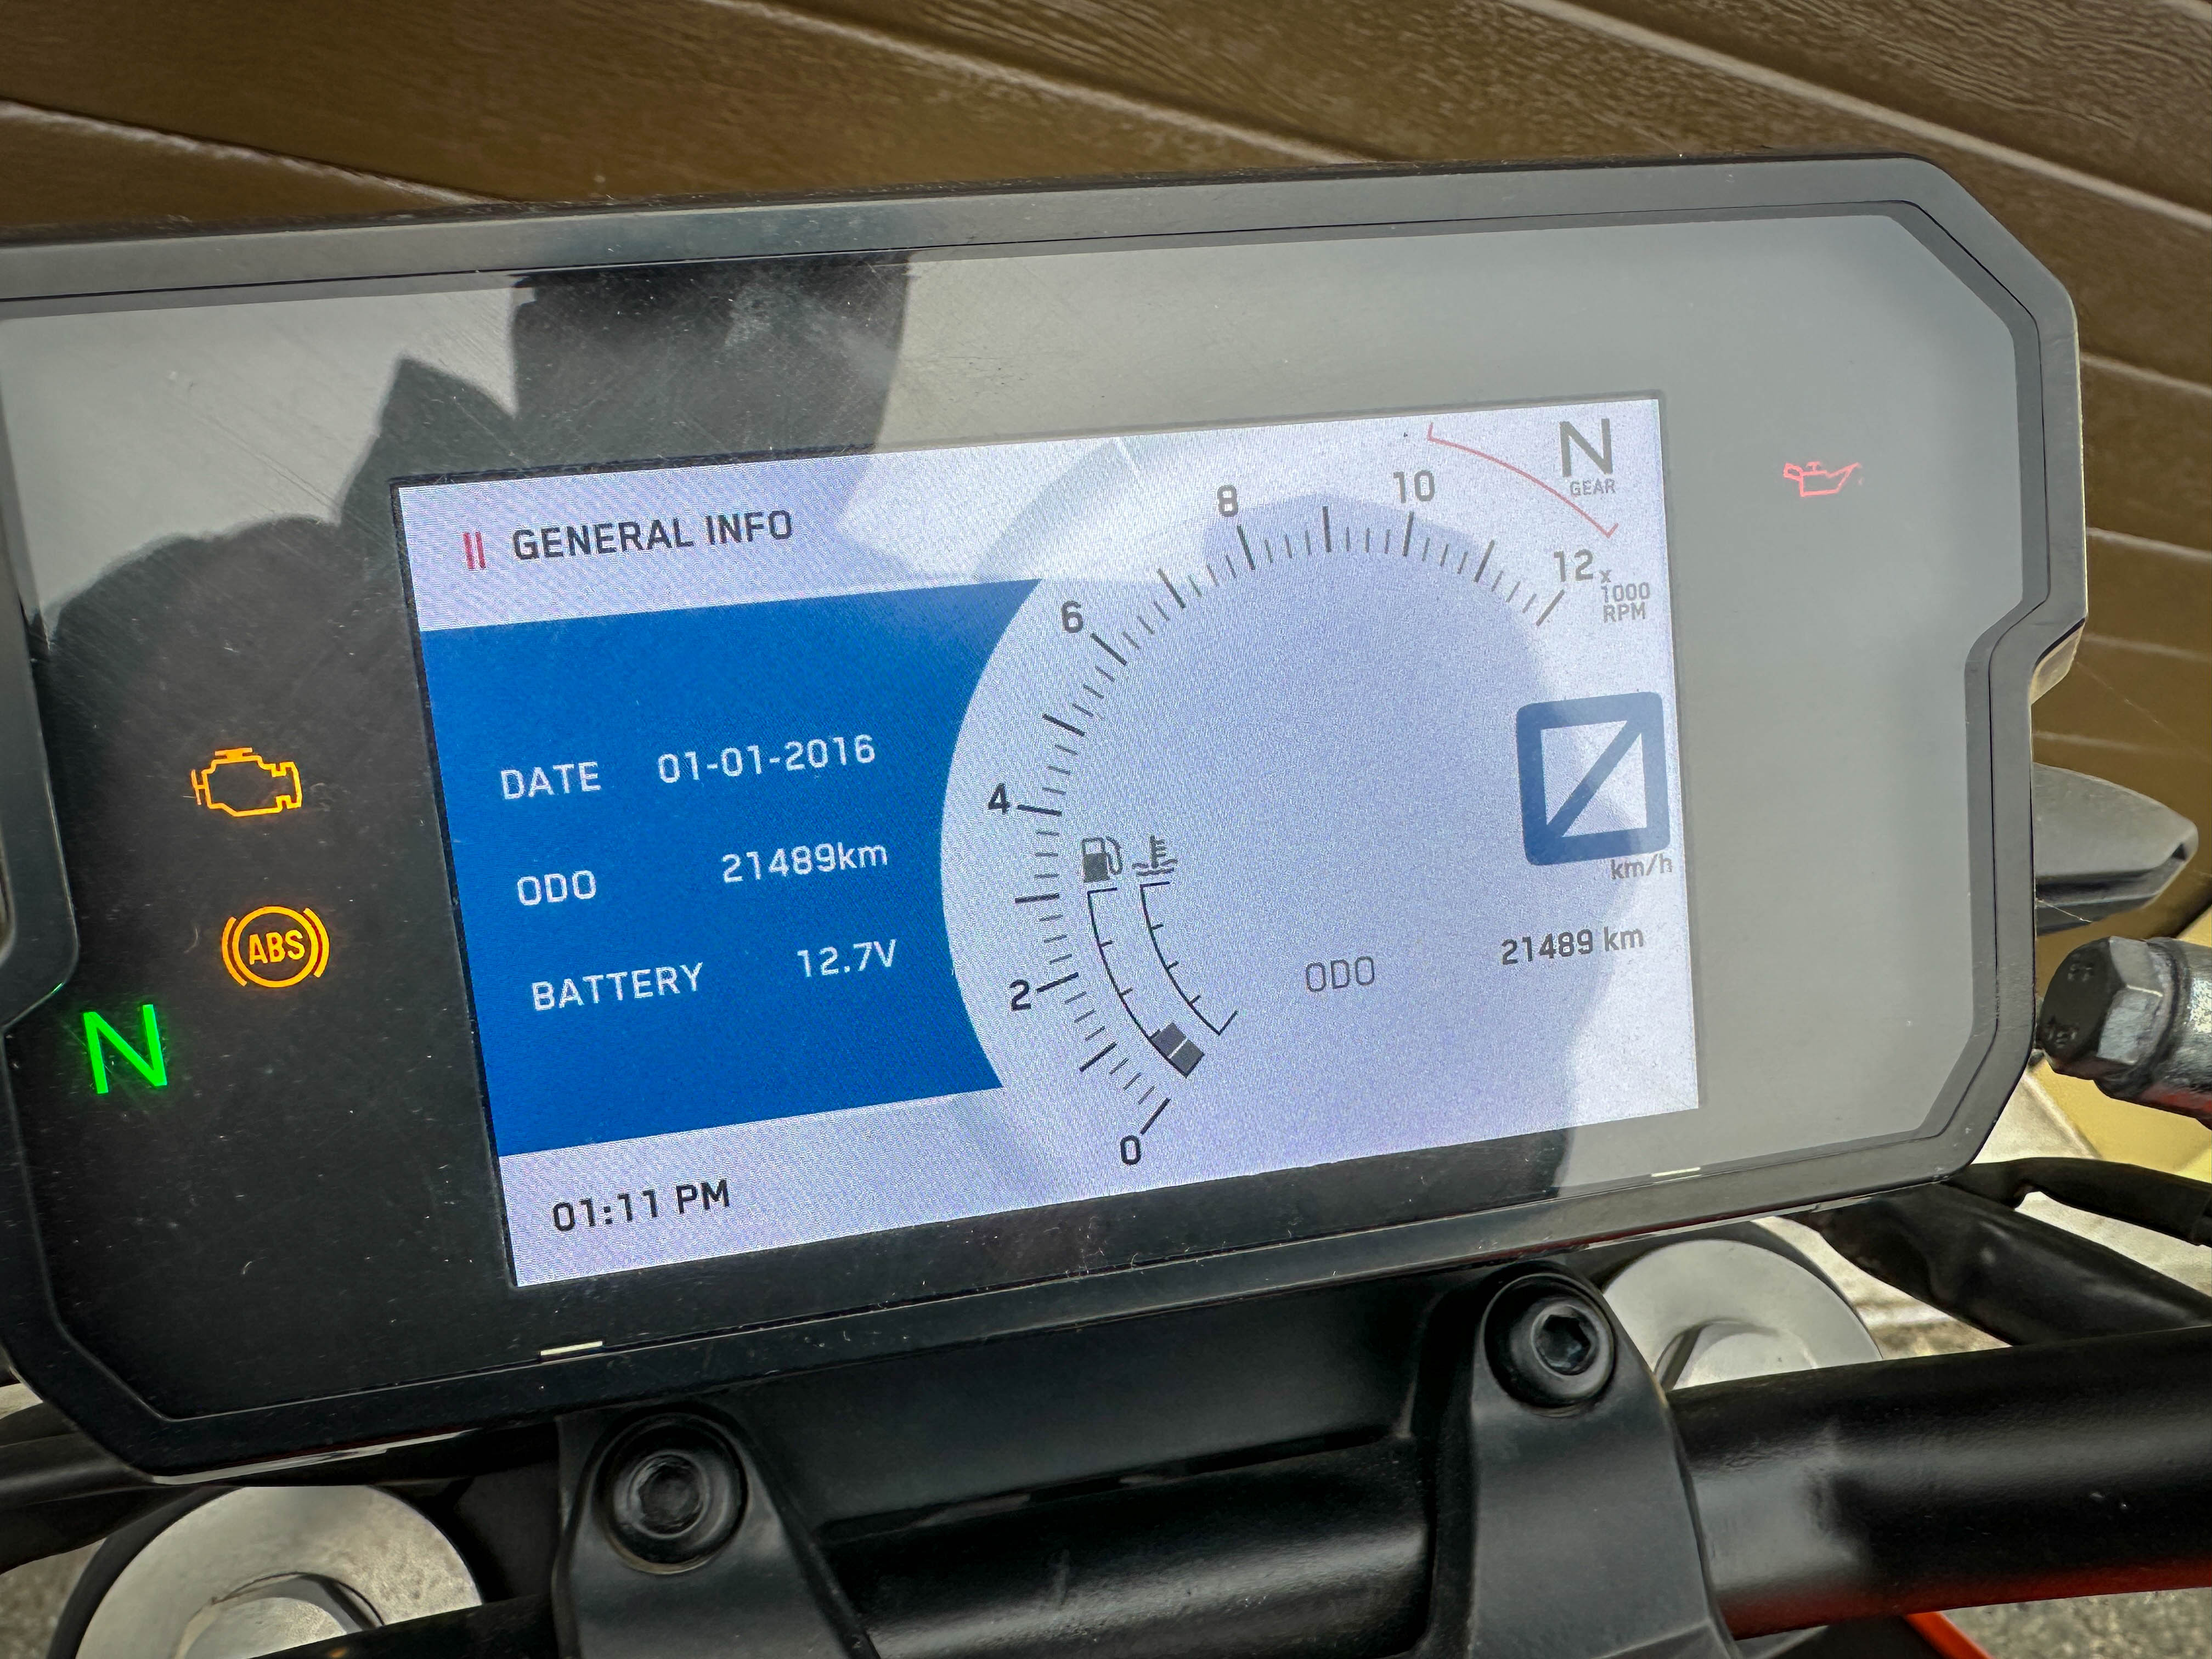 GENERAL INFO
DATE 01-01-2016
ODO 21489km
BATTERY 12.7V
01:11 PM
0
2
4
6
8
10
12
x
1000
RPM
N
GEAR
0
km/h
ODO 21489 km
ABS
N